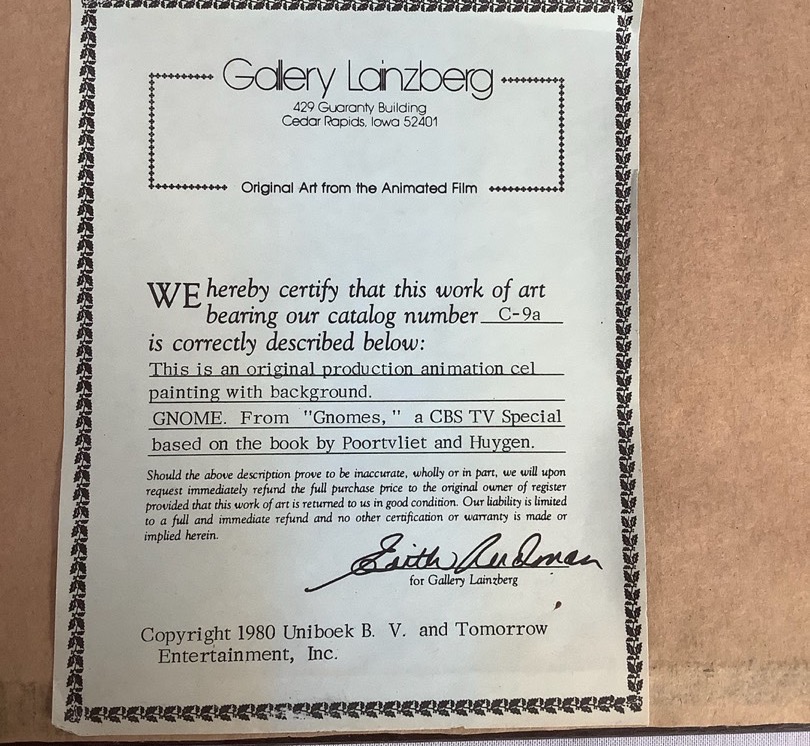 Gallery Lainzberg
429 Guaranty Building
Cedar Rapids, Iowa 52401
Original Art from the Animated Film
WE hereby certify that this work of art
bearing our catalog number C-9a
is correctly described below:
This is an original production animation cel
painting with background.
GNOME. From "Gnomes," a CBS TV Special
based on the book by Poortvliet and Huygen.
Should the above description prove to be inaccurate, wholly or in part, we will upon
request immediately refund the full purchase price to the original owner of register
provided that this work of art is returned to us in good condition. Our liability is limited
to a full and immediate refund and no other certification or warranty is made or
implied herein.
Edith Rudman
for Gallery Lainzberg
Copyright 1980 Uniboek B. V. and Tomorrow
Entertainment, Inc.